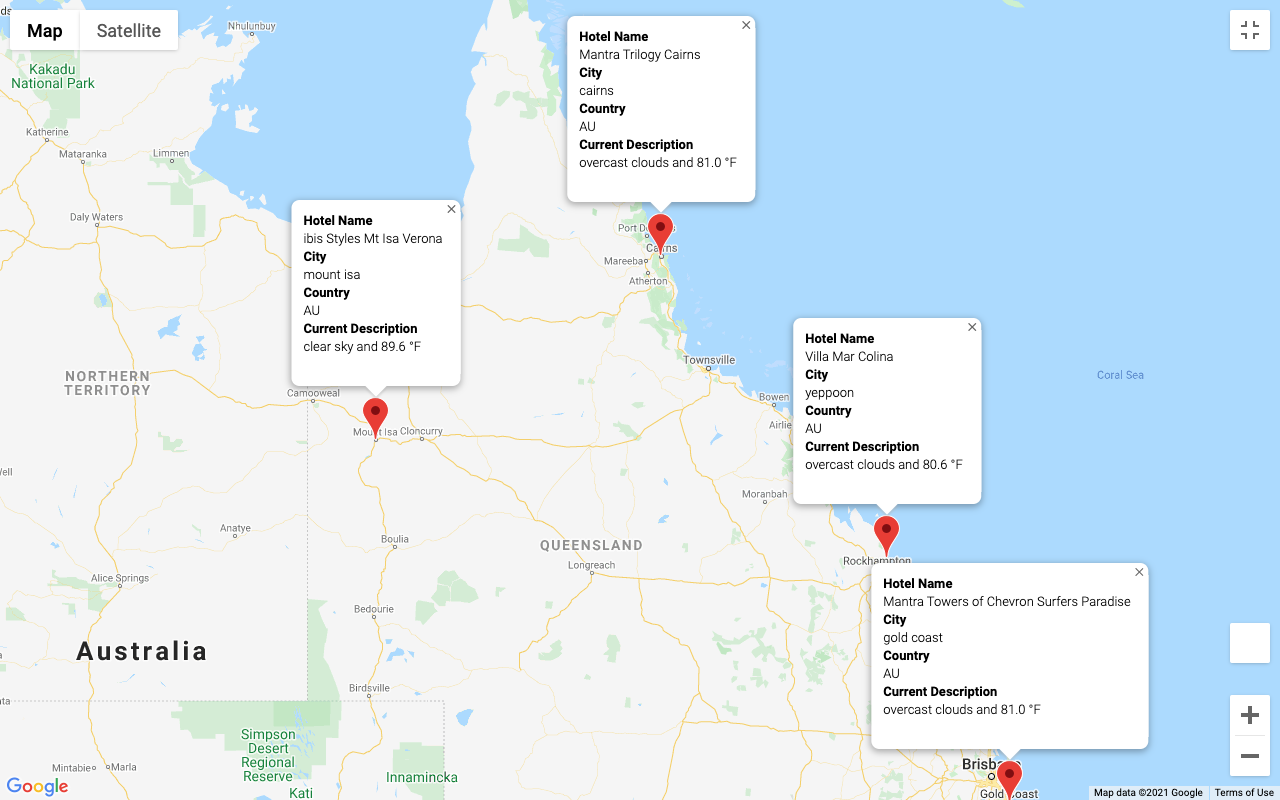 Map
Satellite
Nhulunbuy
Kakadu
National Park
Katherine
Mataranka
Limmen
Daly Waters
NORTHERN
TERRITORY
Hotel Name
Mantra Trilogy Cairns
City
cairns
Country
AU
Current Description
overcast clouds and 81.0 °F
Hotel Name
ibis Styles Mt Isa Verona
City
mount isa
Country
AU
Current Description
clear sky and 89.6 °F
Cairns
Mareeba
Atherton
Townsville
Bowen
Airlie
Coral Sea
Hotel Name
Villa Mar Colina
City
yeppoon
Country
AU
Current Description
overcast clouds and 80.6 °F
Camooweal
Mount Isa
Cloncurry
Moranbah
Anatye
Boulia
QUEENSLAND
Longreach
Rockhampton
Alice Springs
Bedourie
Australia
Birdsville
Hotel Name
Mantra Towers of Chevron Surfers Paradise
City
gold coast
Country
AU
Current Description
overcast clouds and 81.0 °F
Simpson
Desert
Regional
Reserve
Mintabie
Marla
Innamincka
Kati
Brisbane
Gold Coast
Google
Map data ©2021 Google
Terms of Use